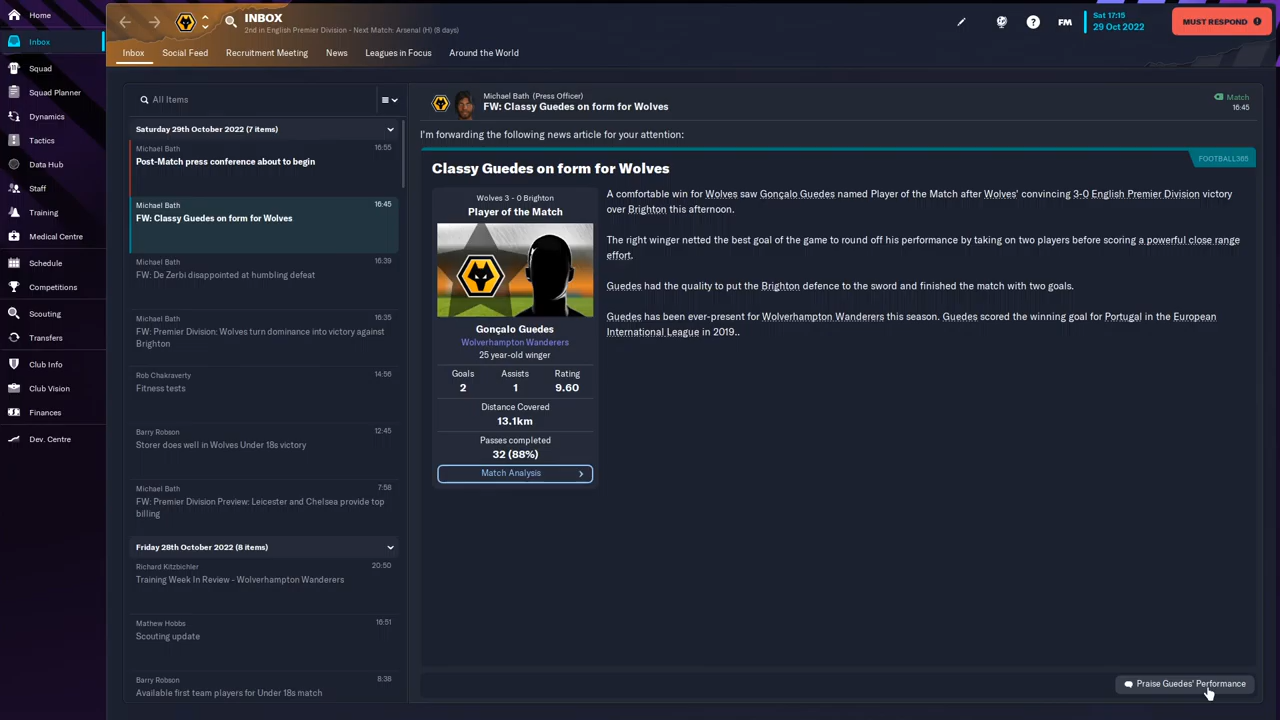 Home
Inbox
Squad
Squad Planner
Dynamics
Tactics
Data Hub
Staff
Training
Medical Centre
Schedule
Competitions
Scouting
Transfers
Club Info
Club Vision
Finances
Dev. Centre
INBOX
2nd in English Premier Division - Next Match: Arsenal (H) (8 days)
FM
Sat 17:15
29 Oct 2022
MUST RESPOND
Inbox Social Feed Recruitment Meeting News Leagues in Focus Around the World
All Items
Saturday 29th October 2022 (7 items)
Michael Bath 16:55
Post-Match press conference about to begin
Michael Bath 16:45
FW: Classy Guedes on form for Wolves
Michael Bath 16:39
FW: De Zerbi disappointed at humbling defeat
Michael Bath 16:35
FW: Premier Division: Wolves turn dominance into victory against
Brighton
Rob Chakraverty 14:56
Fitness tests
Barry Robson 12:45
Storer does well in Wolves Under 18s victory
Michael Bath 7:58
FW: Premier Division Preview: Leicester and Chelsea provide top
billing
Friday 28th October 2022 (8 items)
Richard Kitzbichler 20:50
Training Week In Review - Wolverhampton Wanderers
Mathew Hobbs 16:51
Scouting update
Barry Robson 8:38
Available first team players for Under 18s match
Michael Bath (Press Officer)
FW: Classy Guedes on form for Wolves
Match
16:45
I'm forwarding the following news article for your attention:
Classy Guedes on form for Wolves
FOOTBALL365
Wolves 3 - 0 Brighton
Player of the Match
Gonçalo Guedes
Wolverhampton Wanderers
25 year-old winger
Goals Assists Rating
2 1 9.60
Distance Covered
13.1km
Passes completed
32 (88%)
Match Analysis
A comfortable win for Wolves saw Gonçalo Guedes named Player of the Match after Wolves' convincing 3-0 English Premier Division victory
over Brighton this afternoon.
The right winger netted the best goal of the game to round off his performance by taking on two players before scoring a powerful close range
effort.
Guedes had the quality to put the Brighton defence to the sword and finished the match with two goals.
Guedes has been ever-present for Wolverhampton Wanderers this season. Guedes scored the winning goal for Portugal in the European
International League in 2019..
Praise Guedes' Performance